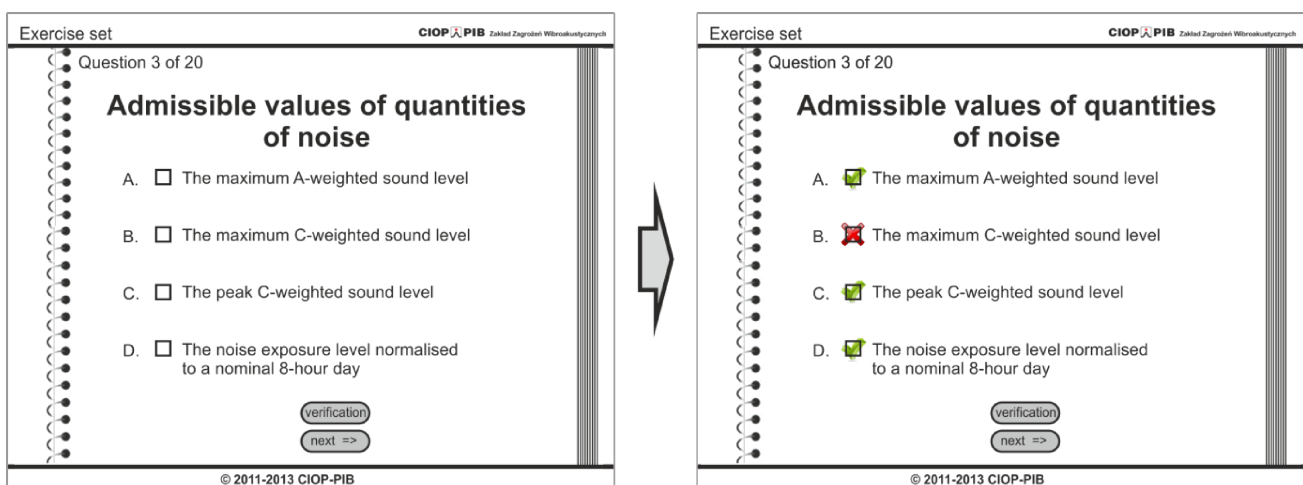 Exercise set
CIOP PIB Zakład Zagrożeń Wibroakustycznych
Question 3 of 20
Admissible values of quantities
of noise
A. The maximum A-weighted sound level
B. The maximum C-weighted sound level
C. The peak C-weighted sound level
D. The noise exposure level normalised
to a nominal 8-hour day
verification
next =>
© 2011-2013 CIOP-PIB
Exercise set
CIOP PIB Zakład Zagrożeń Wibroakustycznych
Question 3 of 20
Admissible values of quantities
of noise
A. The maximum A-weighted sound level
B. The maximum C-weighted sound level
C. The peak C-weighted sound level
D. The noise exposure level normalised
to a nominal 8-hour day
verification
next =>
© 2011-2013 CIOP-PIB